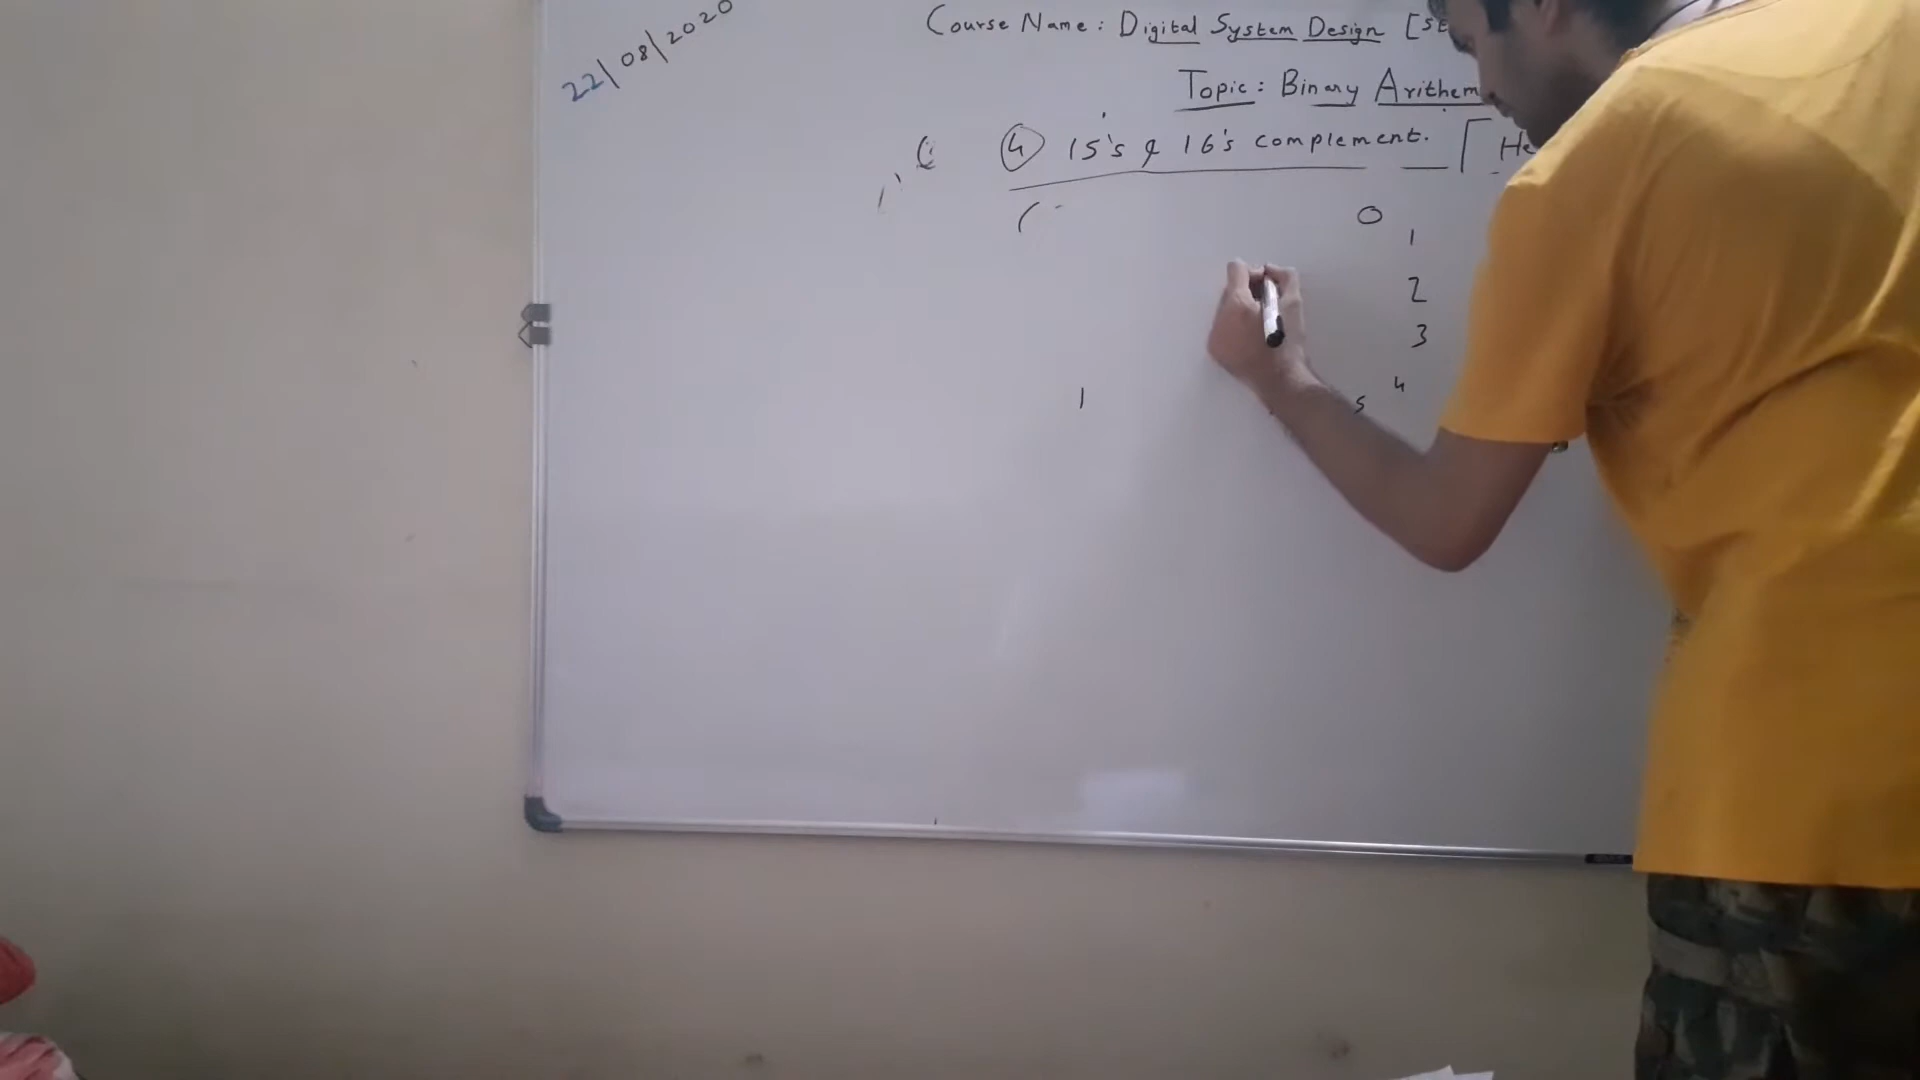 22/08/2020
Course Name: Digital System Design [SE
Topic: Binary Arithem
(4) 15's & 16's complement. [He
0
1
2
3
4
1 5